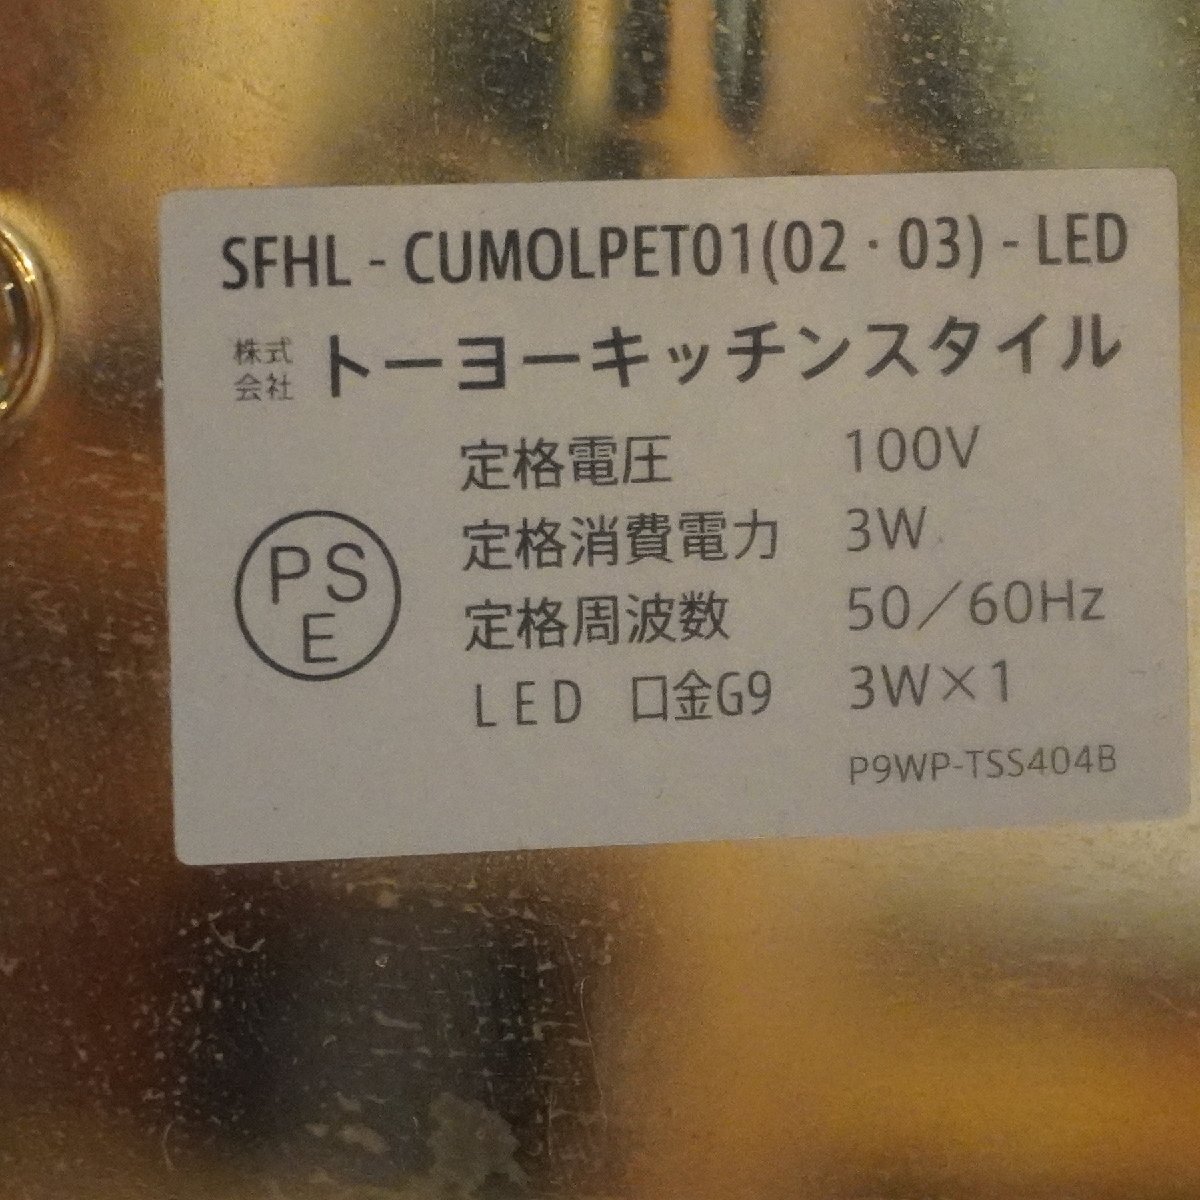 SFHL - CUMOLPET01(02・03) - LED
株式会社 トーヨーキッチンスタイル
定格電圧 100V
定格消費電力 3W
PSE
定格周波数 50／60Hz
LED 口金G9 3W×1
P9WP-TSS404B